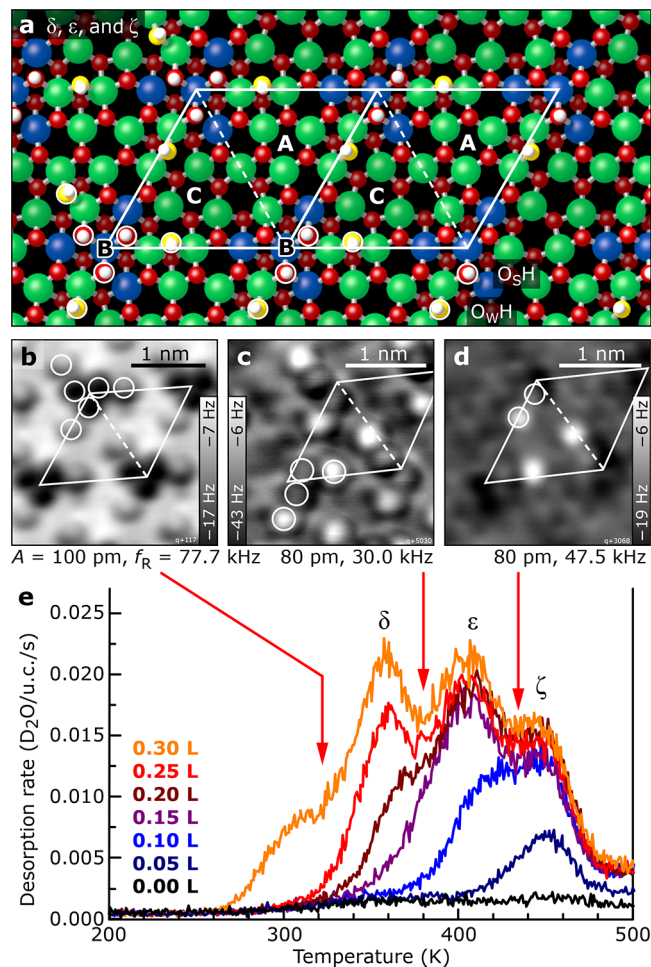 a δ, ε, and ζ
A
A
C
C
B
B
OSH
OWH
b
1 nm
−7 Hz
−17 Hz
q+117
c
1 nm
−6 Hz
−43 Hz
q+5030
d
1 nm
−6 Hz
−19 Hz
q+3068
A = 100 pm, fR = 77.7 kHz
80 pm, 30.0 kHz
80 pm, 47.5 kHz
e
δ
ε
ζ
0.025
0.020
0.015
0.010
0.005
0.000
Desorption rate (D2O/u.c./s)
0.30 L
0.25 L
0.20 L
0.15 L
0.10 L
0.05 L
0.00 L
200
300
400
500
Temperature (K)